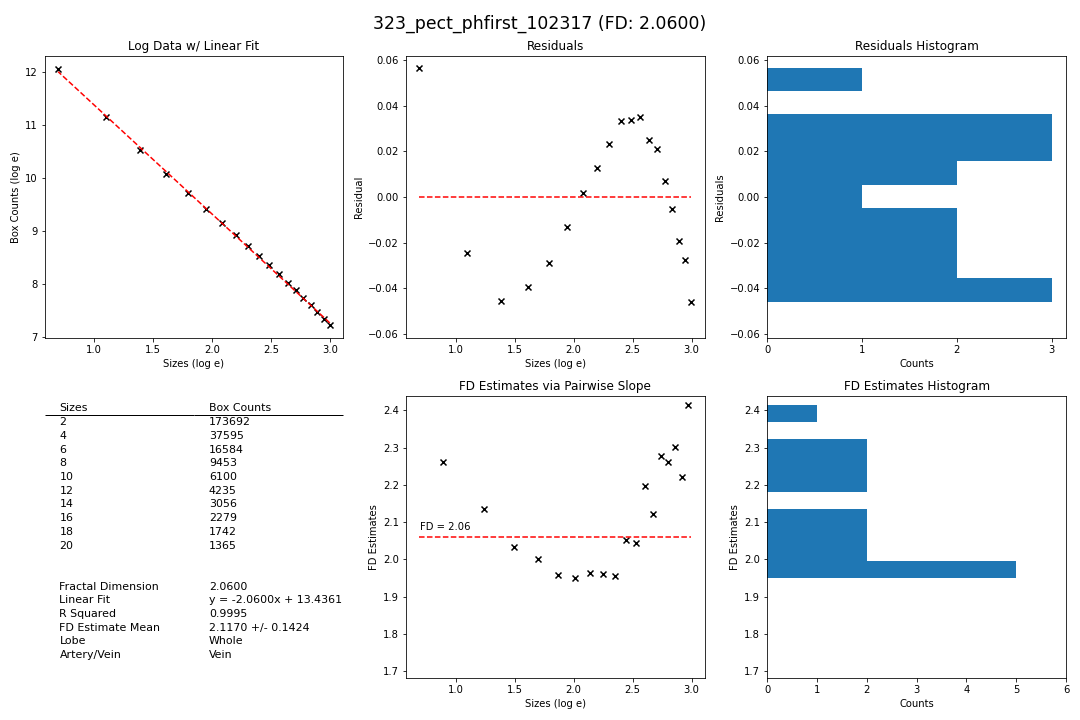 323_pect_phfirst_102317 (FD: 2.0600)
Log Data w/ Linear Fit
Box Counts (log e)
12
11
10
9
8
7
1.0 1.5 2.0 2.5 3.0
Sizes (log e)
Residuals
Residual
0.06
0.04
0.02
0.00
−0.02
−0.04
−0.06
1.0 1.5 2.0 2.5 3.0
Sizes (log e)
Residuals Histogram
Residuals
0.06
0.04
0.02
0.00
−0.02
−0.04
−0.06
0 1 2 3
Counts
Sizes Box Counts
2 173692
4 37595
6 16584
8 9453
10 6100
12 4235
14 3056
16 2279
18 1742
20 1365
Fractal Dimension 2.0600
Linear Fit y = -2.0600x + 13.4361
R Squared 0.9995
FD Estimate Mean 2.1170 +/- 0.1424
Lobe Whole
Artery/Vein Vein
FD Estimates via Pairwise Slope
FD Estimates
2.4
2.3
2.2
2.1
2.0
1.9
1.8
1.7
FD = 2.06
1.0 1.5 2.0 2.5 3.0
Sizes (log e)
FD Estimates Histogram
FD Estimates
2.4
2.3
2.2
2.1
2.0
1.9
1.8
1.7
0 1 2 3 4 5 6
Counts